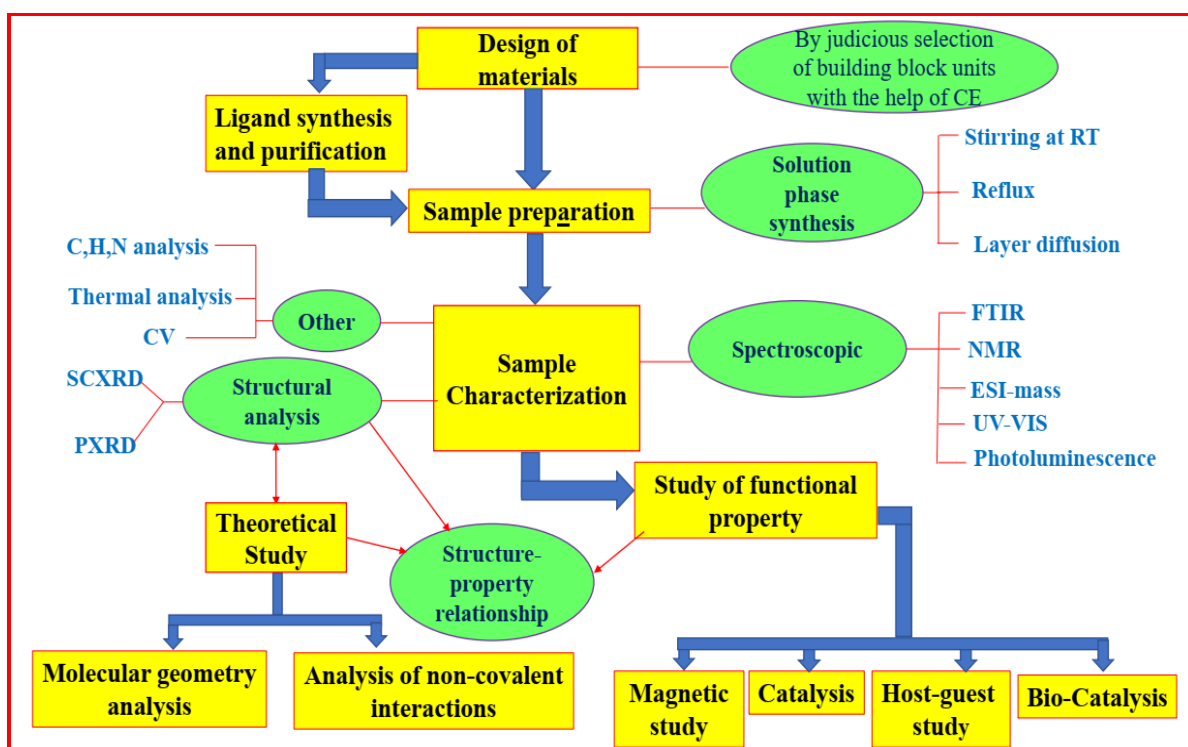 Design of
materials
By judicious selection
of building block units
with the help of CE
Ligand synthesis
and purification
Stirring at RT
Solution
phase
synthesis
Reflux
Sample preparation
Layer diffusion
C,H,N analysis
Thermal analysis
CV
Other
Sample
Characterization
Spectroscopic
FTIR
NMR
ESI-mass
UV-VIS
Photoluminescence
SCXRD
Structural
analysis
PXRD
Study of functional
property
Theoretical
Study
Structure-
property
relationship
Molecular geometry
analysis
Analysis of non-covalent
interactions
Magnetic
study
Catalysis
Host-guest
study
Bio-Catalysis